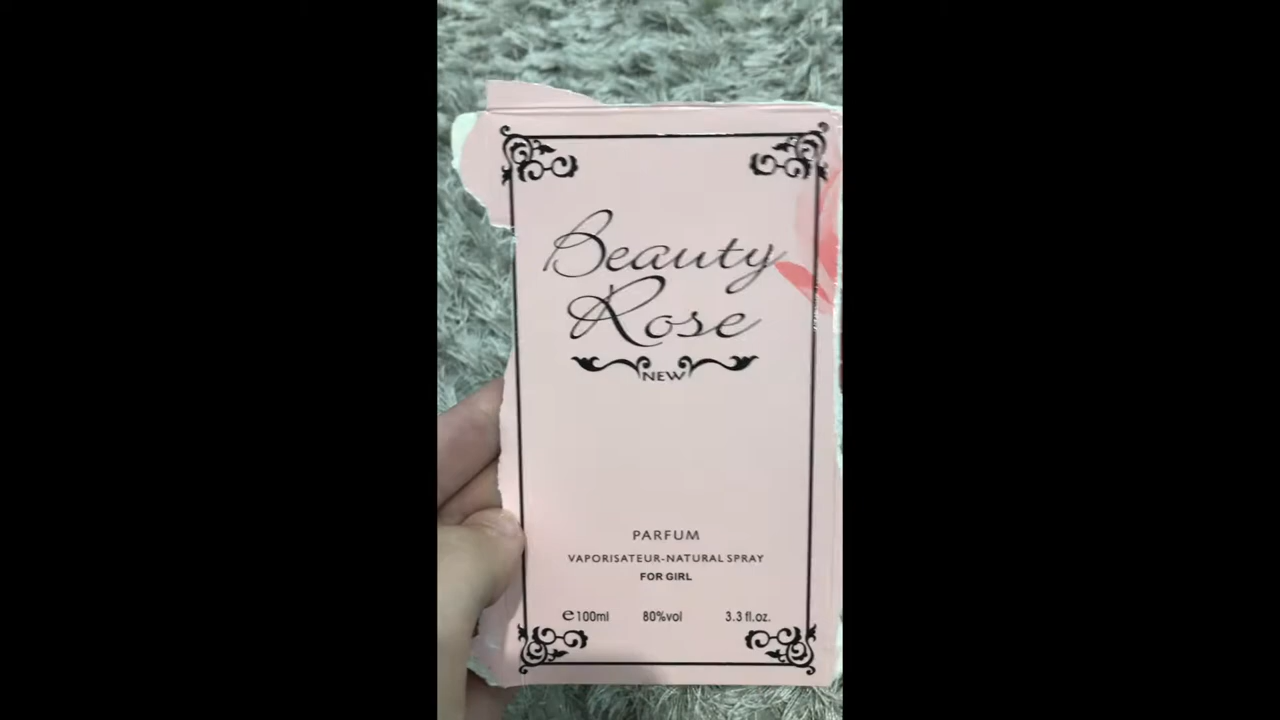 Beauty
Rose
NEW
PARFUM
VAPORISATEUR-NATURAL SPRAY
FOR GIRL
℮100ml 80%vol 3.3 fl.oz.